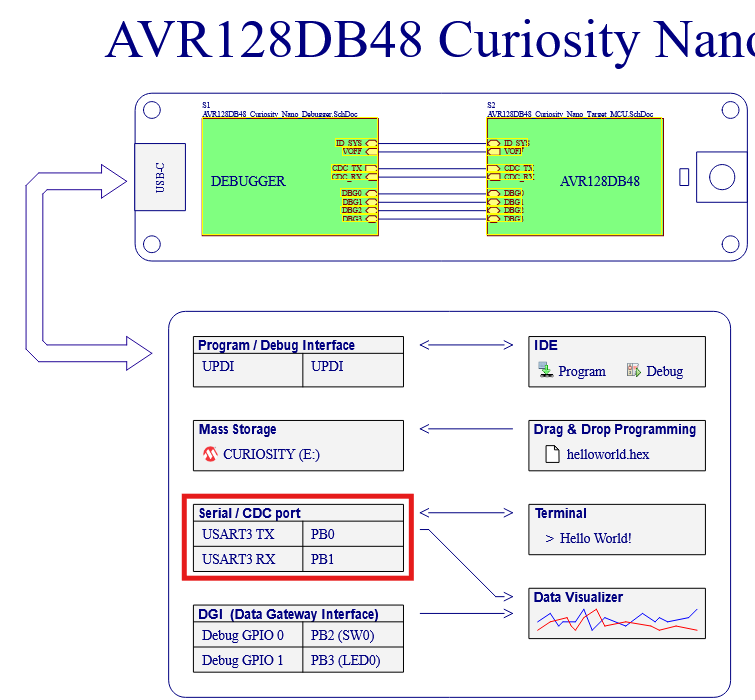 AVR128DB48 Curiosity Nano
S1
AVR128DB48_Curiosity_Nano_Debugger.SchDoc
S2
AVR128DB48_Curiosity_Nano_Target_MCU.SchDoc
USB-C
DEBUGGER
ID_SYS
VOFF
CDC_TX
CDC_RX
DBG0
DBG1
DBG2
DBG3
ID_SYS
VOFF
CDC_TX
CDC_RX
DBG0
DBG1
DBG2
DBG3
AVR128DB48
Program / Debug Interface
UPDI UPDI
IDE
Program Debug
Mass Storage
CURIOSITY (E:)
Drag & Drop Programming
helloworld.hex
Serial / CDC port
USART3 TX PB0
USART3 RX PB1
Terminal
> Hello World!
Data Visualizer
DGI (Data Gateway Interface)
Debug GPIO 0 PB2 (SW0)
Debug GPIO 1 PB3 (LED0)